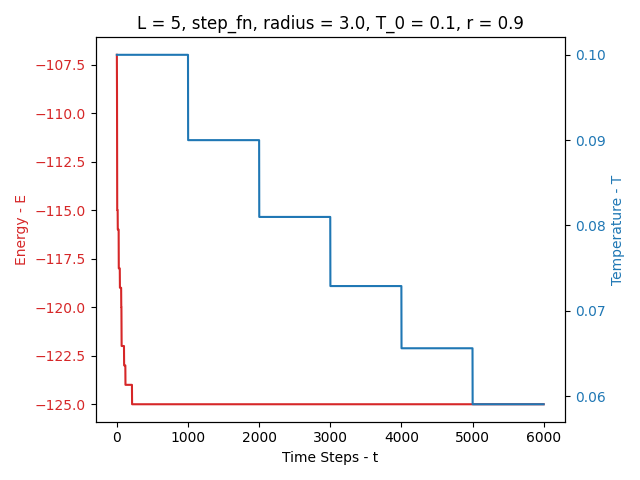 L = 5, step_fn, radius = 3.0, T_0 = 0.1, r = 0.9
Energy - E
−107.5
−110.0
−112.5
−115.0
−117.5
−120.0
−122.5
−125.0
0.10
0.09
0.08
0.07
0.06
Temperature - T
0 1000 2000 3000 4000 5000 6000
Time Steps - t